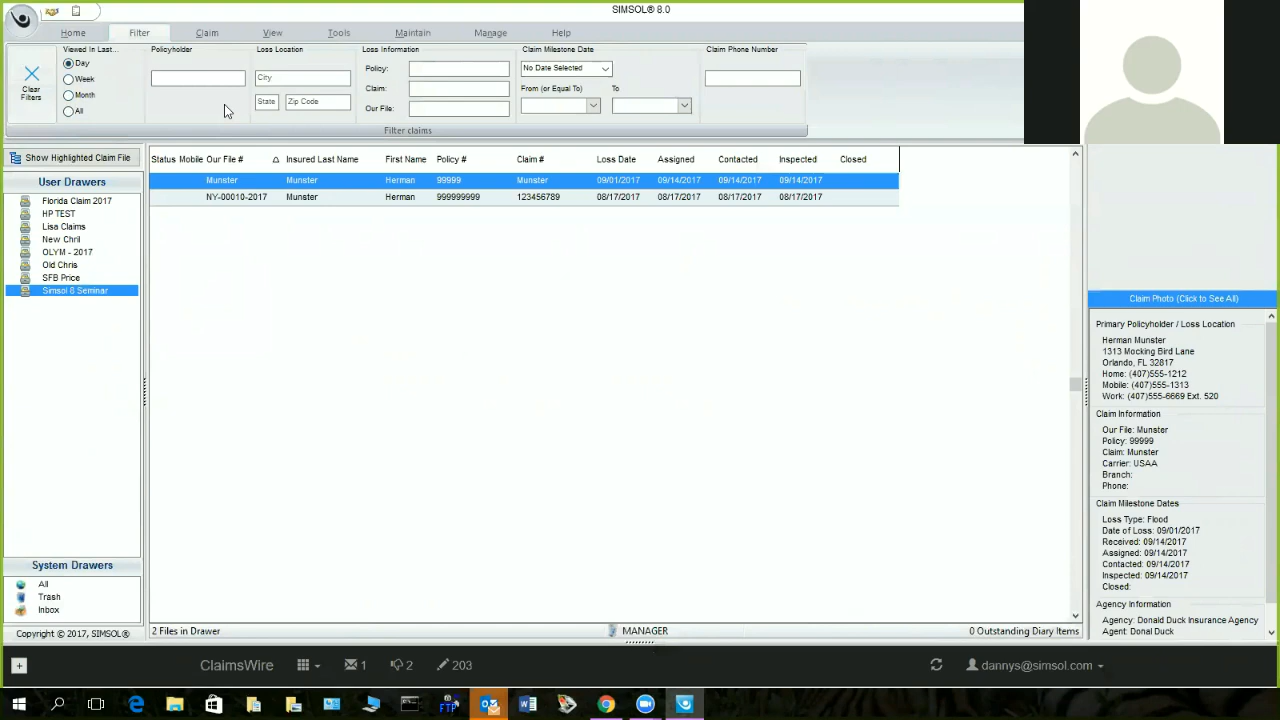 SIMSOL® 8.0
Home Filter Claim View Tools Maintain Manage Help
Viewed In Last... Policyholder Loss Location Loss Information Claim Milestone Date Claim Phone Number
Day
Week
Month
All
Clear
Filters
City
State Zip Code
Policy:
Claim:
Our File:
No Date Selected
From (or Equal To) To
Filter claims
Show Highlighted Claim File
User Drawers
Florida Claim 2017
HP TEST
Lisa Claims
New Chril
OLYM - 2017
Old Chris
SFB Price
Simsol 8 Seminar
System Drawers
All
Trash
Inbox
Copyright © 2017, SIMSOL®
Status Mobile Our File # Insured Last Name First Name Policy # Claim # Loss Date Assigned Contacted Inspected Closed
Munster Munster Herman 99999 Munster 09/01/2017 09/14/2017 09/14/2017 09/14/2017
NY-00010-2017 Munster Herman 999999999 123456789 08/17/2017 08/17/2017 08/17/2017 08/17/2017
2 Files in Drawer MANAGER 0 Outstanding Diary Items
Claim Photo (Click to See All)
Primary Policyholder / Loss Location
Herman Munster
1313 Mocking Bird Lane
Orlando, FL 32817
Home: (407)555-1212
Mobile: (407)555-1313
Work: (407)555-6669 Ext. 520
Claim Information
Our File: Munster
Policy: 99999
Claim: Munster
Carrier: USAA
Branch:
Phone:
Claim Milestone Dates
Loss Type: Flood
Date of Loss: 09/01/2017
Received: 09/14/2017
Assigned: 09/14/2017
Contacted: 09/14/2017
Inspected: 09/14/2017
Closed:
Agency Information
Agency: Donald Duck Insurance Agency
Agent: Donal Duck
ClaimsWire 1 2 203 dannys@simsol.com
FTP